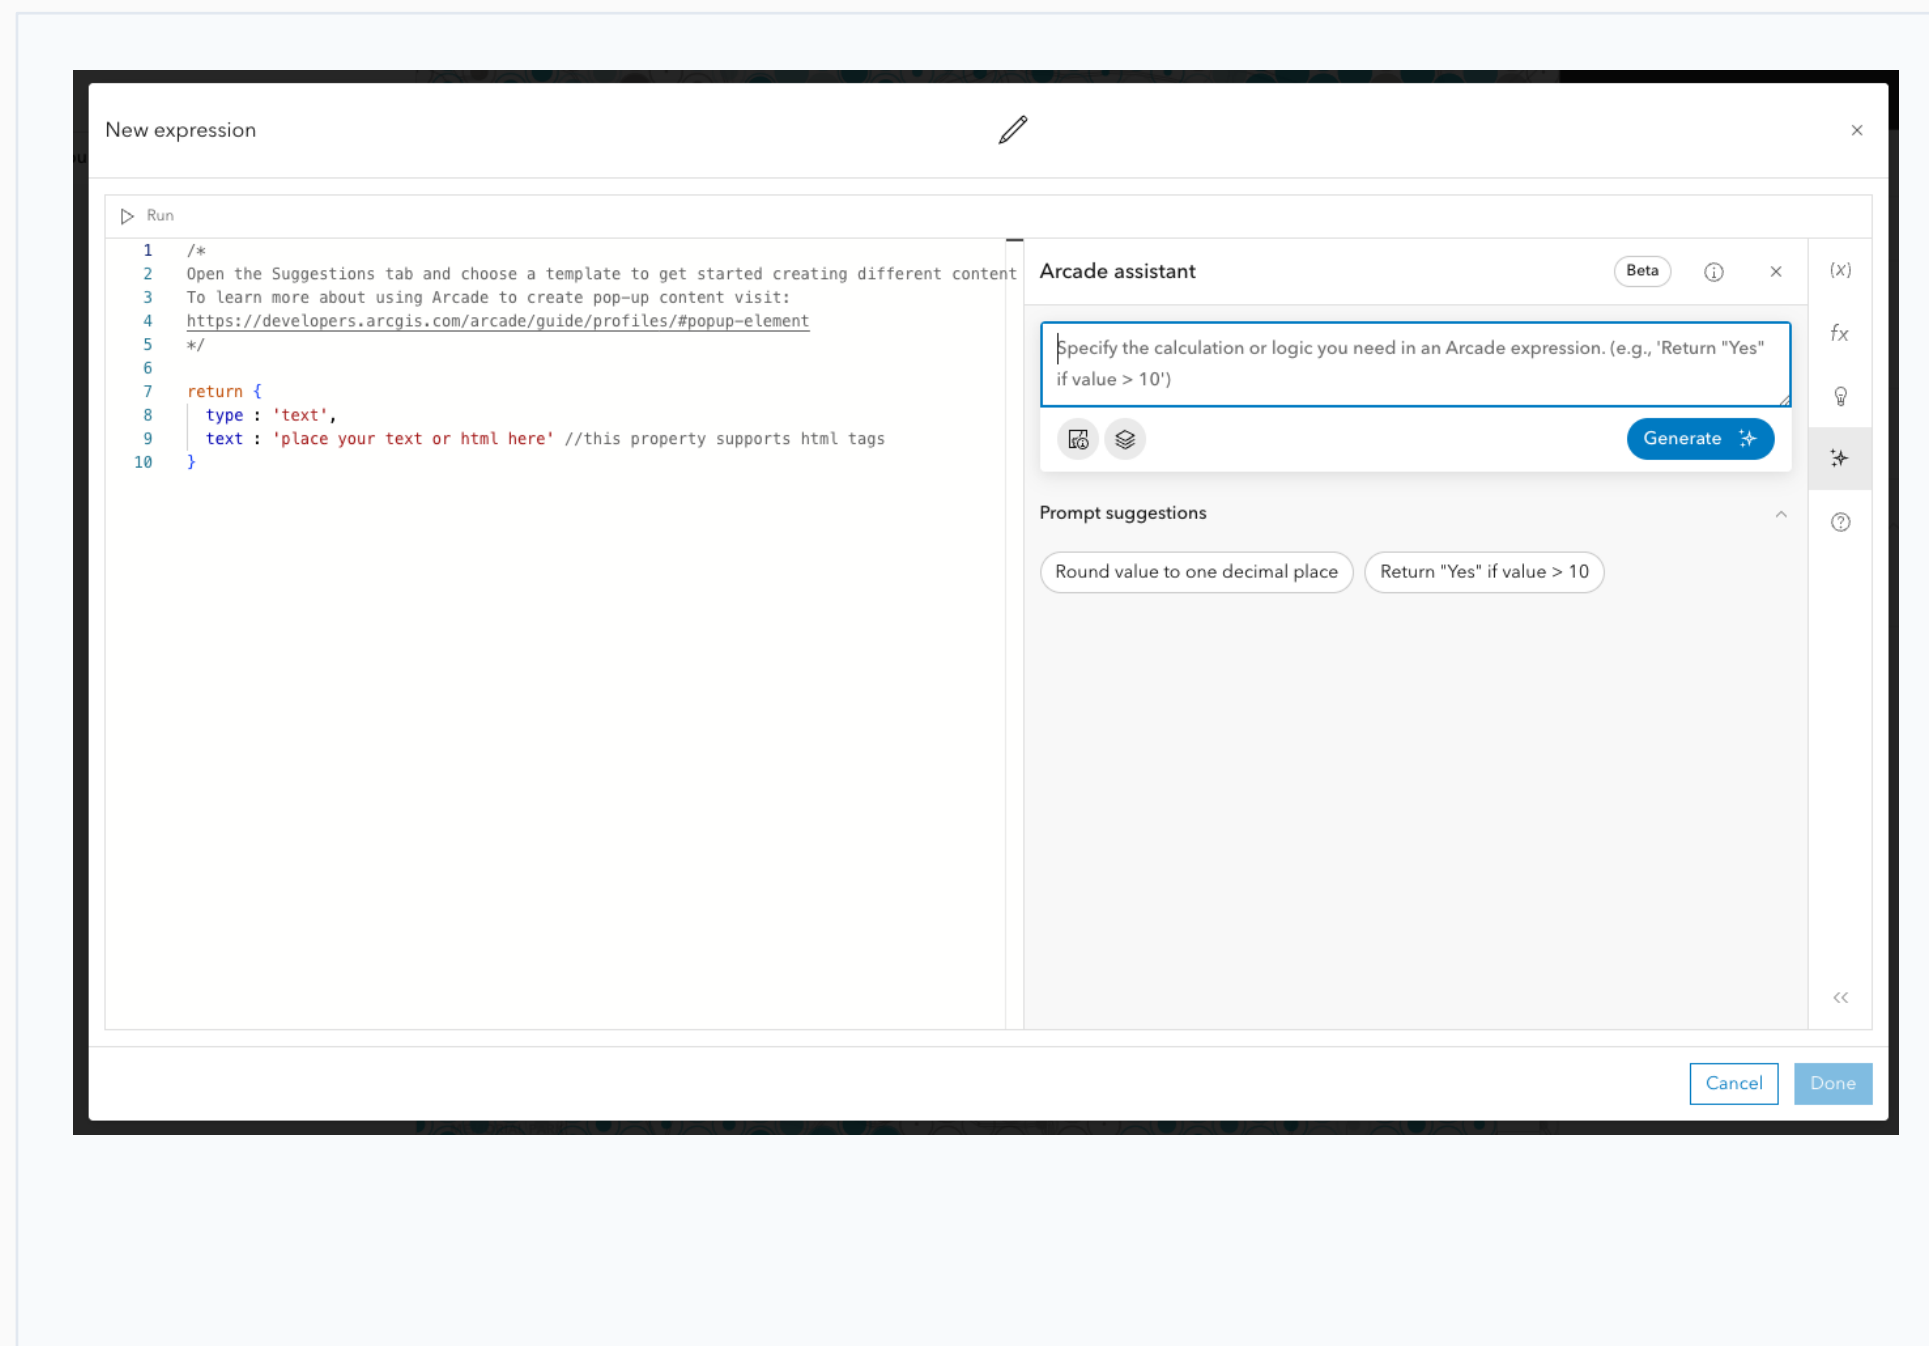 New expression
Run
1 /*
2 Open the Suggestions tab and choose a template to get started creating different content
3 To learn more about using Arcade to create pop-up content visit:
4 https://developers.arcgis.com/arcade/guide/profiles/#popup-element
5 */
6
7 return {
8 type : 'text',
9 text : 'place your text or html here' //this property supports html tags
10 }
Arcade assistant
Beta
Specify the calculation or logic you need in an Arcade expression. (e.g., 'Return "Yes"
if value > 10')
Generate
Prompt suggestions
Round value to one decimal place
Return "Yes" if value > 10
(x)
fx
Cancel
Done